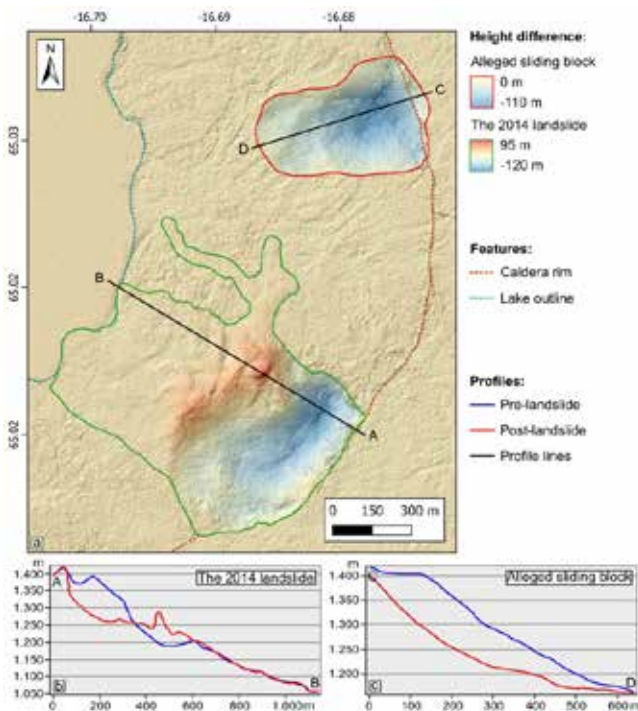 -16.70 -16.69 -16.68
N
C
D
65.03
B
65.02
A
65.02
0 150 300 m
a
Height difference:
Alleged sliding block
0 m
-110 m
The 2014 landslide
95 m
-120 m
Features:
Caldera rim
Lake outline
Profiles:
Pre-landslide
Post-landslide
Profile lines
m
The 2014 landslide
1.400
A
1.350
1.300
1.250
1.200
1.150
1.100
1.050
B
b
0 200 400 600 800 1.000m
m
Alleged sliding block
1.400
C
1.350
1.300
1.250
1.200
D
c
0 100 200 300 400 500 600m